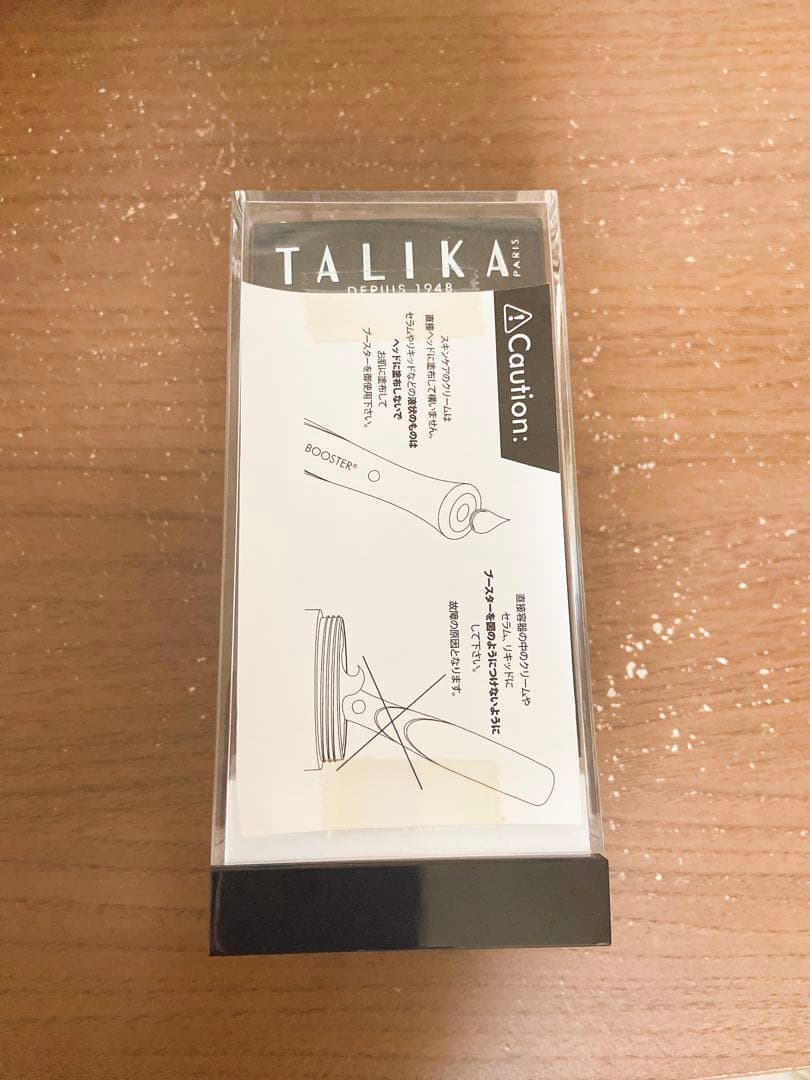 TALIKA
PARIS
DEPUIS 1948
Caution:
スキンケアのクリームは
直接ヘッドに塗布して構いません。
セラムやリキッドなどの液状のものは
ヘッドに塗布しないで
お肌に塗布して
ブースターを御使用下さい。
BOOSTER®
直接容器の中のクリームや
セラム、リキッドに
ブースターを図のようにつけないように
して下さい。
故障の原因となります。